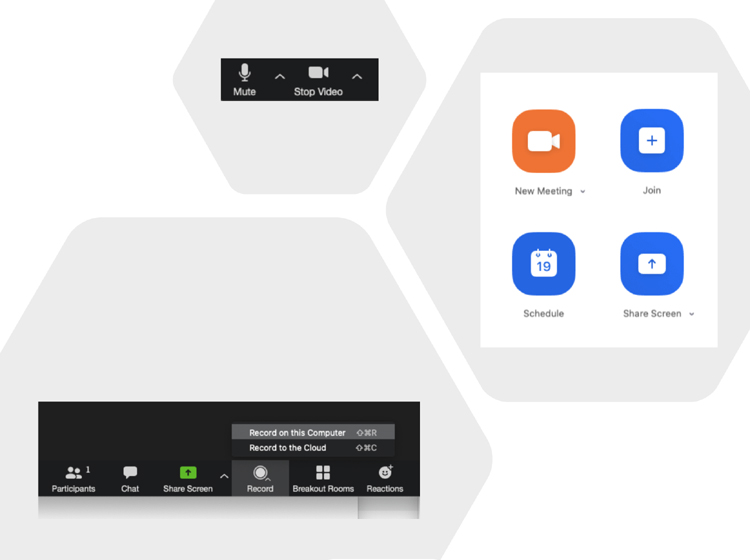 Mute
Stop Video
New Meeting
Join
19
Schedule
Share Screen
Record on this Computer ⇧⌘R
Record to the Cloud ⇧⌘C
1
Participants
Chat
Share Screen
Record
Breakout Rooms
Reactions